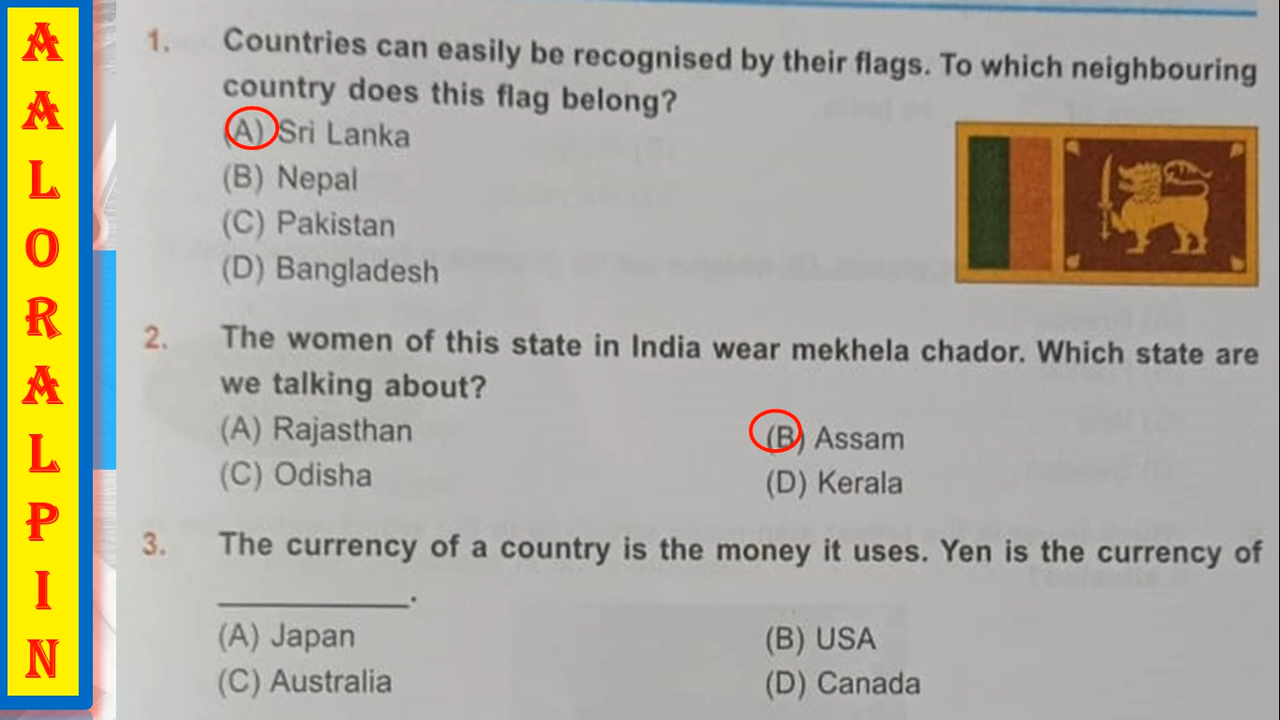 A
A
L
O
R
A
L
P
I
N
1. Countries can easily be recognised by their flags. To which neighbouring
country does this flag belong?
(A) Sri Lanka
(B) Nepal
(C) Pakistan
(D) Bangladesh
2. The women of this state in India wear mekhela chador. Which state are
we talking about?
(A) Rajasthan (B) Assam
(C) Odisha (D) Kerala
3. The currency of a country is the money it uses. Yen is the currency of
____________.
(A) Japan (B) USA
(C) Australia (D) Canada